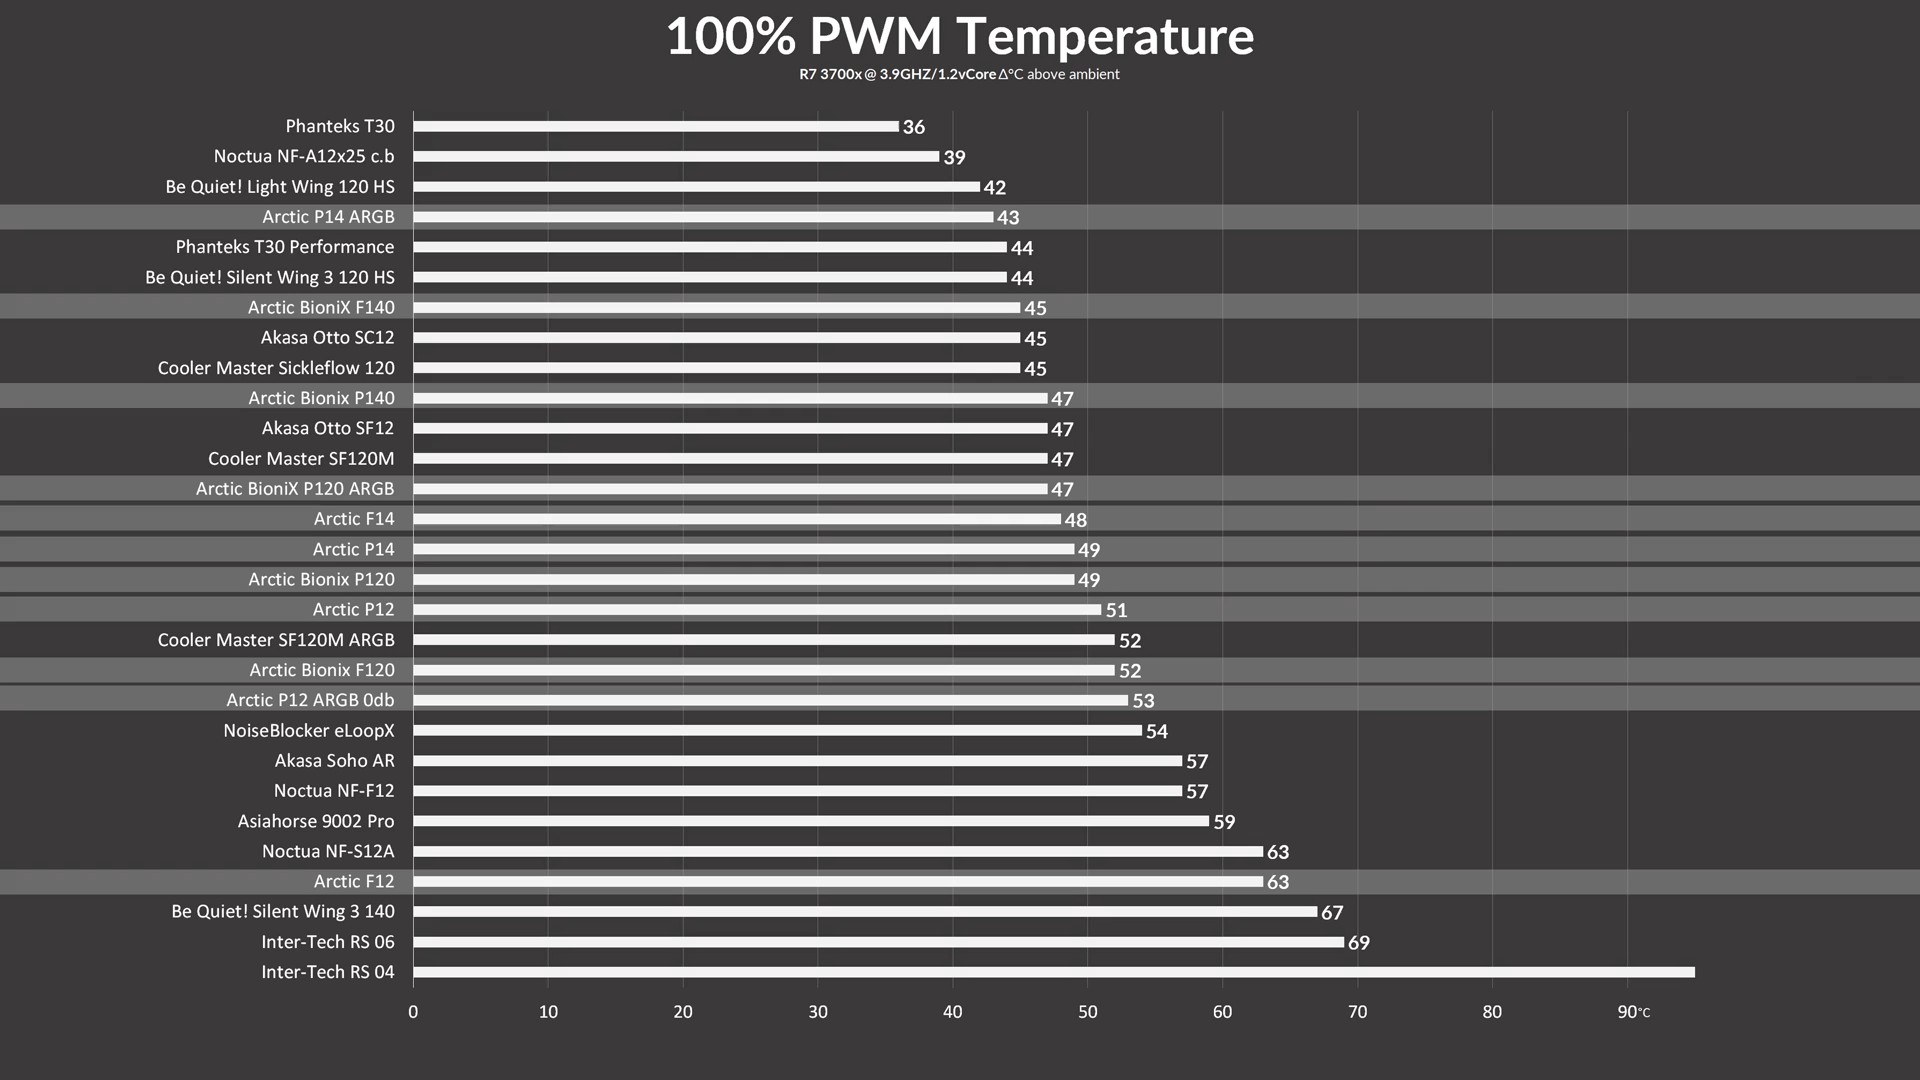 100% PWM Temperature
R7 3700x @ 3.9GHZ/1.2vCore Δ°C above ambient
Phanteks T30 36
Noctua NF-A12x25 c.b 39
Be Quiet! Light Wing 120 HS 42
Arctic P14 ARGB 43
Phanteks T30 Performance 44
Be Quiet! Silent Wing 3 120 HS 44
Arctic BioniX F140 45
Akasa Otto SC12 45
Cooler Master Sickleflow 120 45
Arctic Bionix P140 47
Akasa Otto SF12 47
Cooler Master SF120M 47
Arctic BioniX P120 ARGB 47
Arctic F14 48
Arctic P14 49
Arctic Bionix P120 49
Arctic P12 51
Cooler Master SF120M ARGB 52
Arctic Bionix F120 52
Arctic P12 ARGB 0db 53
NoiseBlocker eLoopX 54
Akasa Soho AR 57
Noctua NF-F12 57
Asiahorse 9002 Pro 59
Noctua NF-S12A 63
Arctic F12 63
Be Quiet! Silent Wing 3 140 67
Inter-Tech RS 06 69
Inter-Tech RS 04
0 10 20 30 40 50 60 70 80 90°C